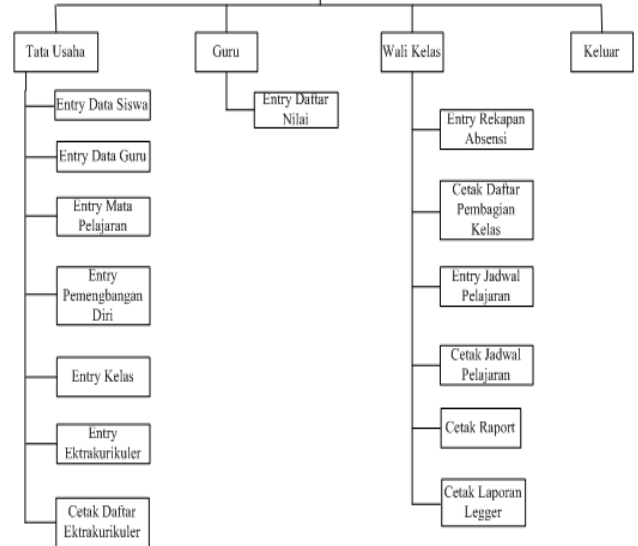 Tata Usaha
Guru
Wali Kelas
Keluar
Entry Data Siswa
Entry Data Guru
Entry Mata
Pelajaran
Entry
Pemengbangan
Diri
Entry Kelas
Entry
Ektrakurikuler
Cetak Daftar
Ektrakurikuler
Entry Daftar
Nilai
Entry Rekapan
Absensi
Cetak Daftar
Pembagian
Kelas
Entry Jadwal
Pelajaran
Cetak Jadwal
Pelajaran
Cetak Raport
Cetak Laporan
Legger